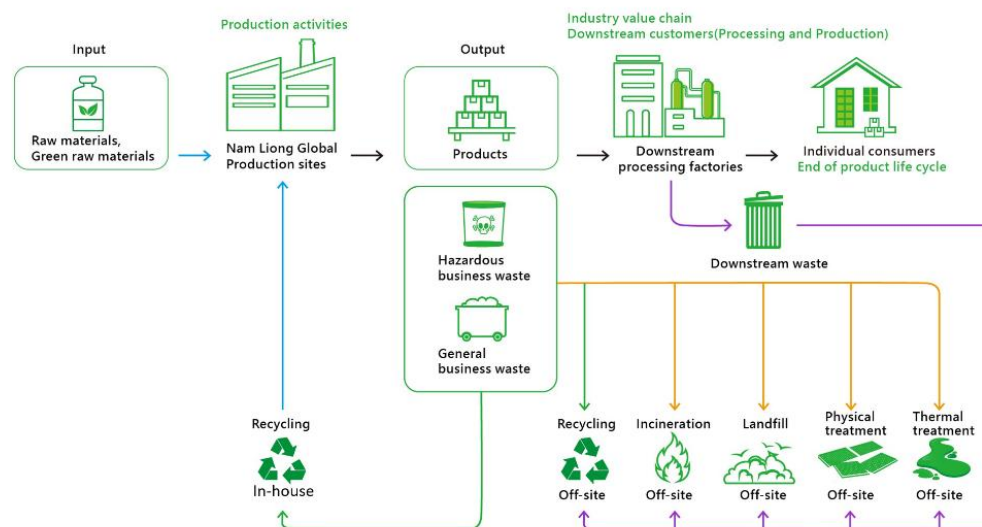 Input
Production activities
Output
Industry value chain
Downstream customers(Processing and Production)
Raw materials,
Green raw materials
Nam Liong Global
Production sites
Products
Downstream
processing factories
Individual consumers
End of product life cycle
Hazardous
business waste
Downstream waste
General
business waste
Recycling
In-house
Recycling
Off-site
Incineration
Off-site
Landfill
Off-site
Physical
treatment
Off-site
Thermal
treatment
Off-site